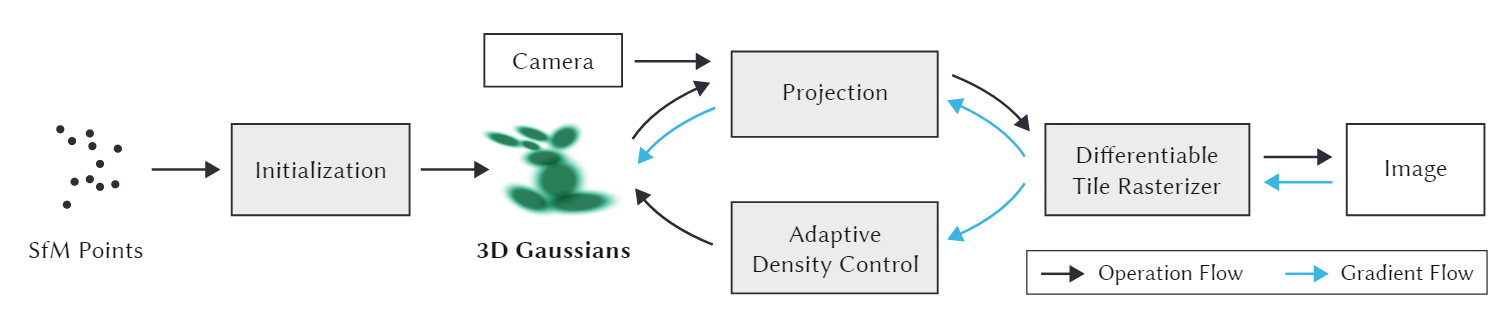 SfM Points
Initialization
Camera
3D Gaussians
Projection
Adaptive
Density Control
Differentiable
Tile Rasterizer
Image
Operation Flow
Gradient Flow